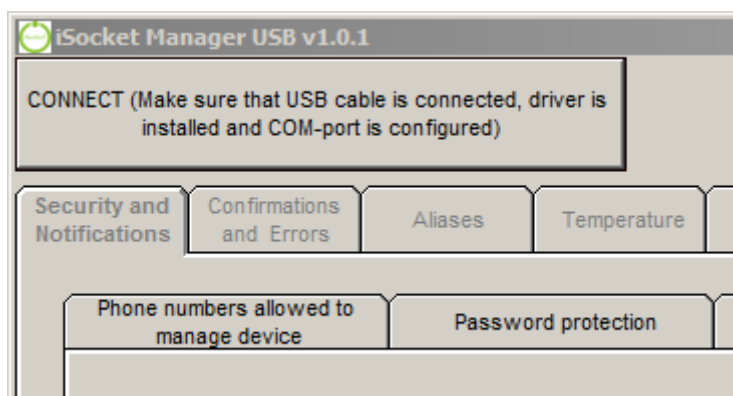 iSocket Manager USB v1.0.1
CONNECT (Make sure that USB cable is connected, driver is
installed and COM-port is configured)
Security and
Notifications
Confirmations
and Errors
Aliases
Temperature
Phone numbers allowed to
manage device
Password protection